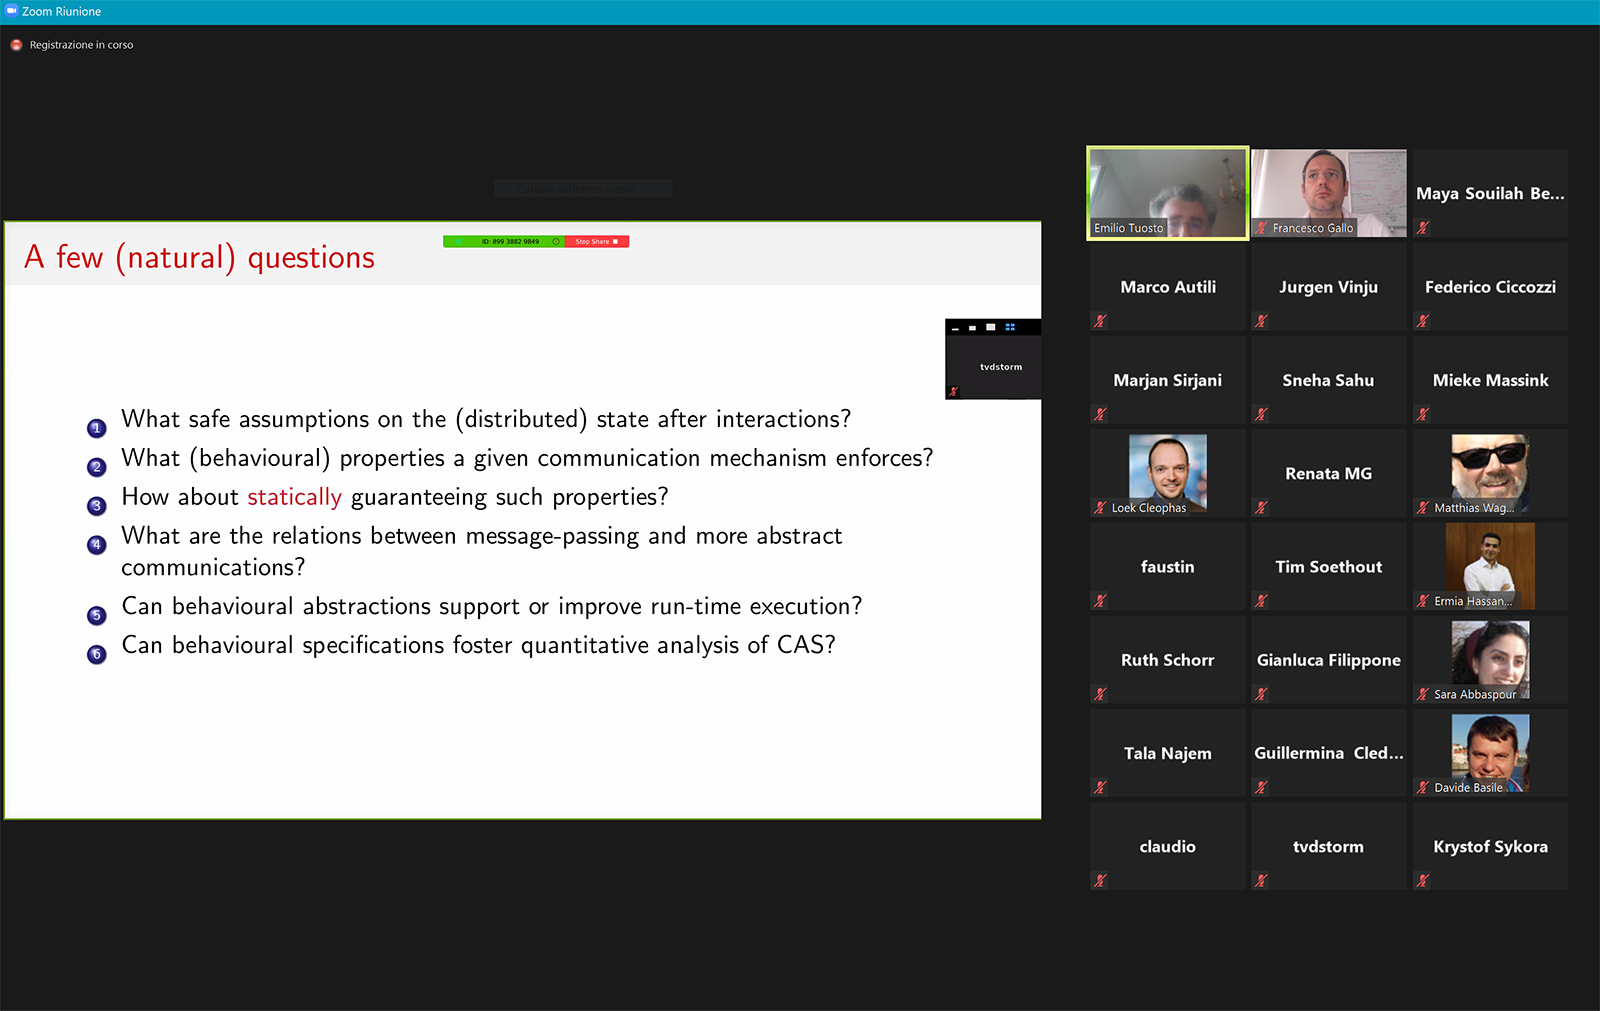 Zoom Riunione
Registrazione in corso
ID: 899 3882 9849
Stop Share
A few (natural) questions
tvdstorm
1 What safe assumptions on the (distributed) state after interactions?
2 What (behavioural) properties a given communication mechanism enforces?
3 How about statically guaranteeing such properties?
4 What are the relations between message-passing and more abstract
communications?
5 Can behavioural abstractions support or improve run-time execution?
6 Can behavioural specifications foster quantitative analysis of CAS?
Emilio Tuosto
Francesco Gallo
Maya Souilah Be...
Marco Autili
Jurgen Vinju
Federico Ciccozzi
Marjan Sirjani
Sneha Sahu
Mieke Massink
Loek Cleophas
Renata MG
Matthias Wag...
faustin
Tim Soethout
Ermia Hassan...
Ruth Schorr
Gianluca Filippone
Sara Abbaspour
Tala Najem
Guillermina Cled...
Davide Basile
claudio
tvdstorm
Krystof Sykora